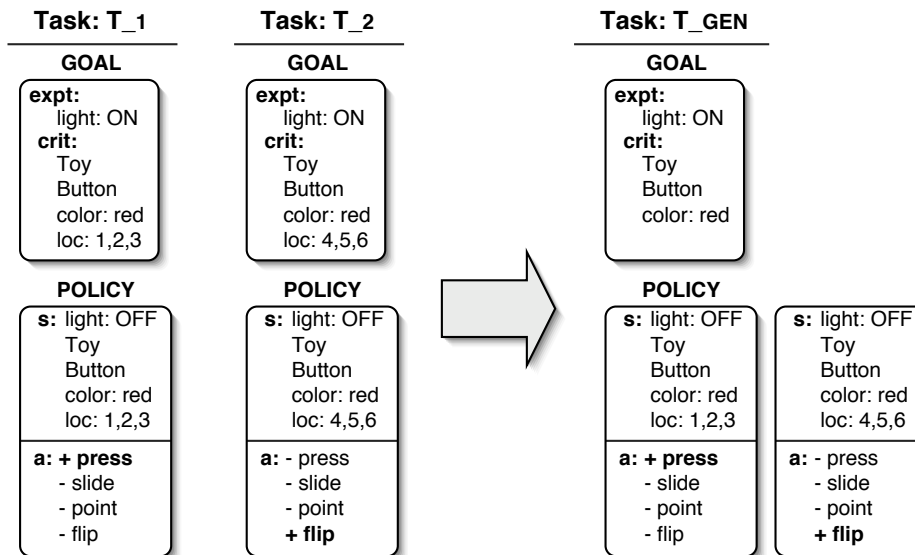 Task: T_1
GOAL
expt:
light: ON
crit:
Toy
Button
color: red
loc: 1,2,3
POLICY
s: light: OFF
Toy
Button
color: red
loc: 1,2,3
a: + press
- slide
- point
- flip
Task: T_2
GOAL
expt:
light: ON
crit:
Toy
Button
color: red
loc: 4,5,6
POLICY
s: light: OFF
Toy
Button
color: red
loc: 4,5,6
a: - press
- slide
- point
+ flip
Task: T_GEN
GOAL
expt:
light: ON
crit:
Toy
Button
color: red
POLICY
s: light: OFF
Toy
Button
color: red
loc: 1,2,3
a: + press
- slide
- point
- flip
s: light: OFF
Toy
Button
color: red
loc: 4,5,6
a: - press
- slide
- point
+ flip